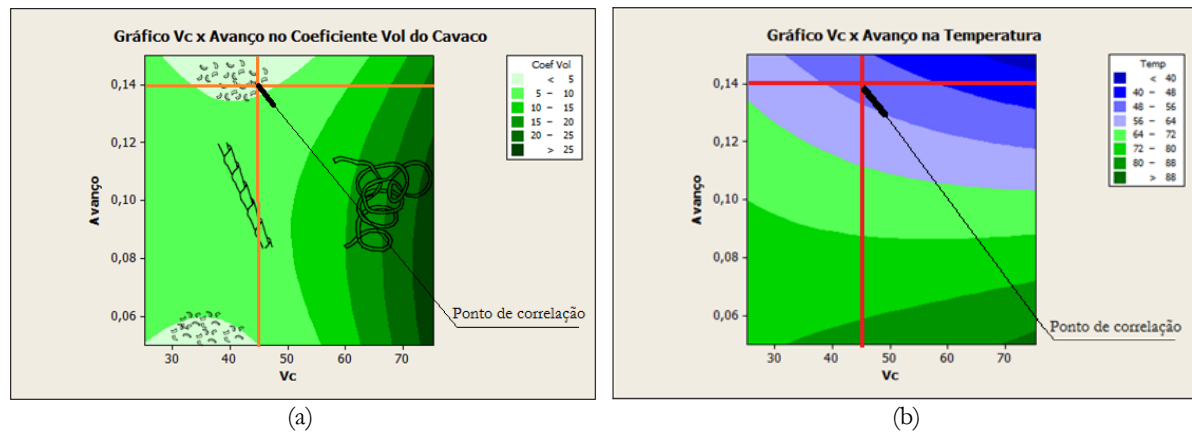 Gráfico Vc x Avanço no Coeficiente Vol do Cavaco
Coef Vol
< 5
5 – 10
10 – 15
15 – 20
20 – 25
> 25
0,14
0,12
0,10
0,08
0,06
Avanço
30 40 50 60 70
Vc
Ponto de correlação
(a)
Gráfico Vc x Avanço na Temperatura
Temp
< 40
40 – 48
48 – 56
56 – 64
64 – 72
72 – 80
80 – 88
> 88
0,14
0,12
0,10
0,08
0,06
Avanço
30 40 50 60 70
Vc
Ponto de correlação
(b)